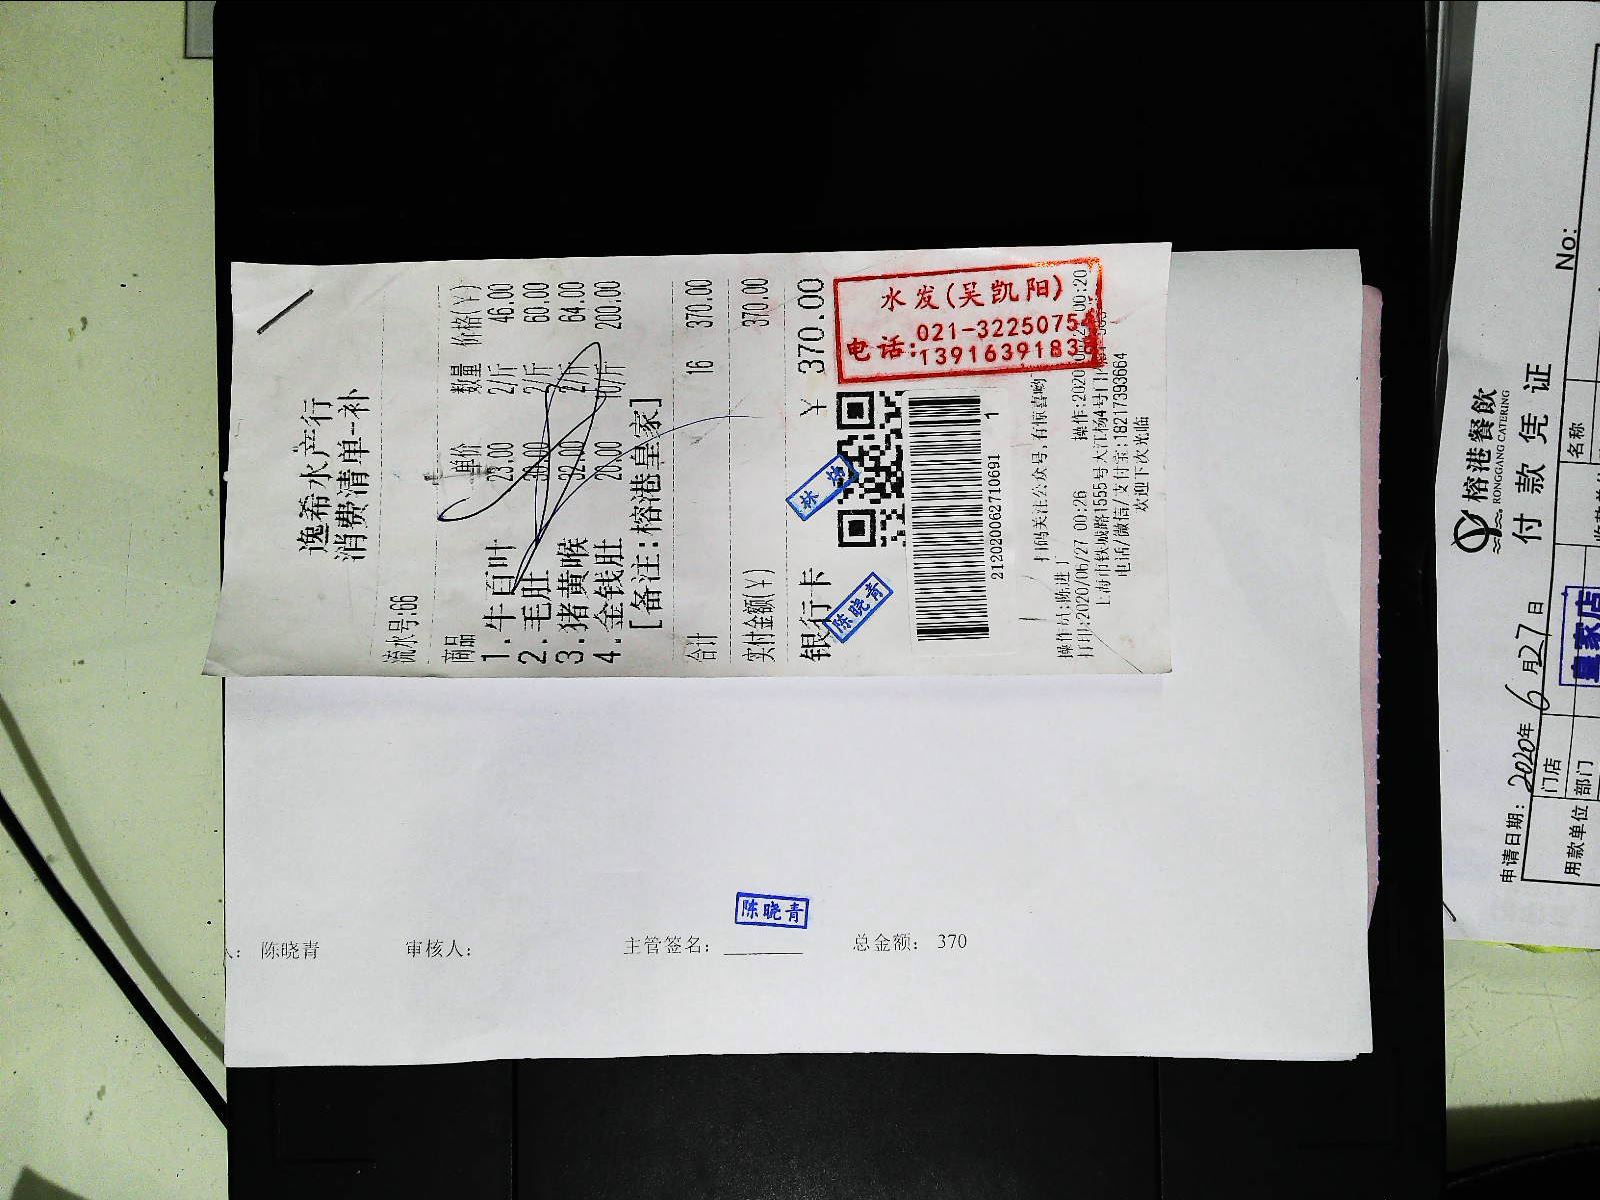 逸希水产行
消费清单-补
流水号:66
商品 单价 数量 价格(¥)
1.牛百叶 23.00 2/斤 46.00
2.毛肚 30.00 2/斤 60.00
3.猪黄喉 32.00 2/斤 64.00
4.金钱肚 20.00 10/斤 200.00
[备注:榕港皇家]
合计 16 370.00
实付金额(¥) 370.00
银行卡 ¥ 370.00
水发(吴凯阳)
电话:021-3225075
1391639183
陈晓青
212020062710691 1
扫码关注公众号,有惊喜哟
操作员:陈进
打印:2020/06/27 00:26 操作:2020 00:20
上海市铁城路1555号大江杨4号门
电话/微信/支付宝:18217393664
欢迎下次光临
陈晓青
人: 陈晓青 审核人: 主管签名: 总金额: 370
榕港餐飲
RONGGANG CATERING
付款凭证
No:
申请日期: 2020年6月27日
用款单位 门店 皇家店
部门
名称